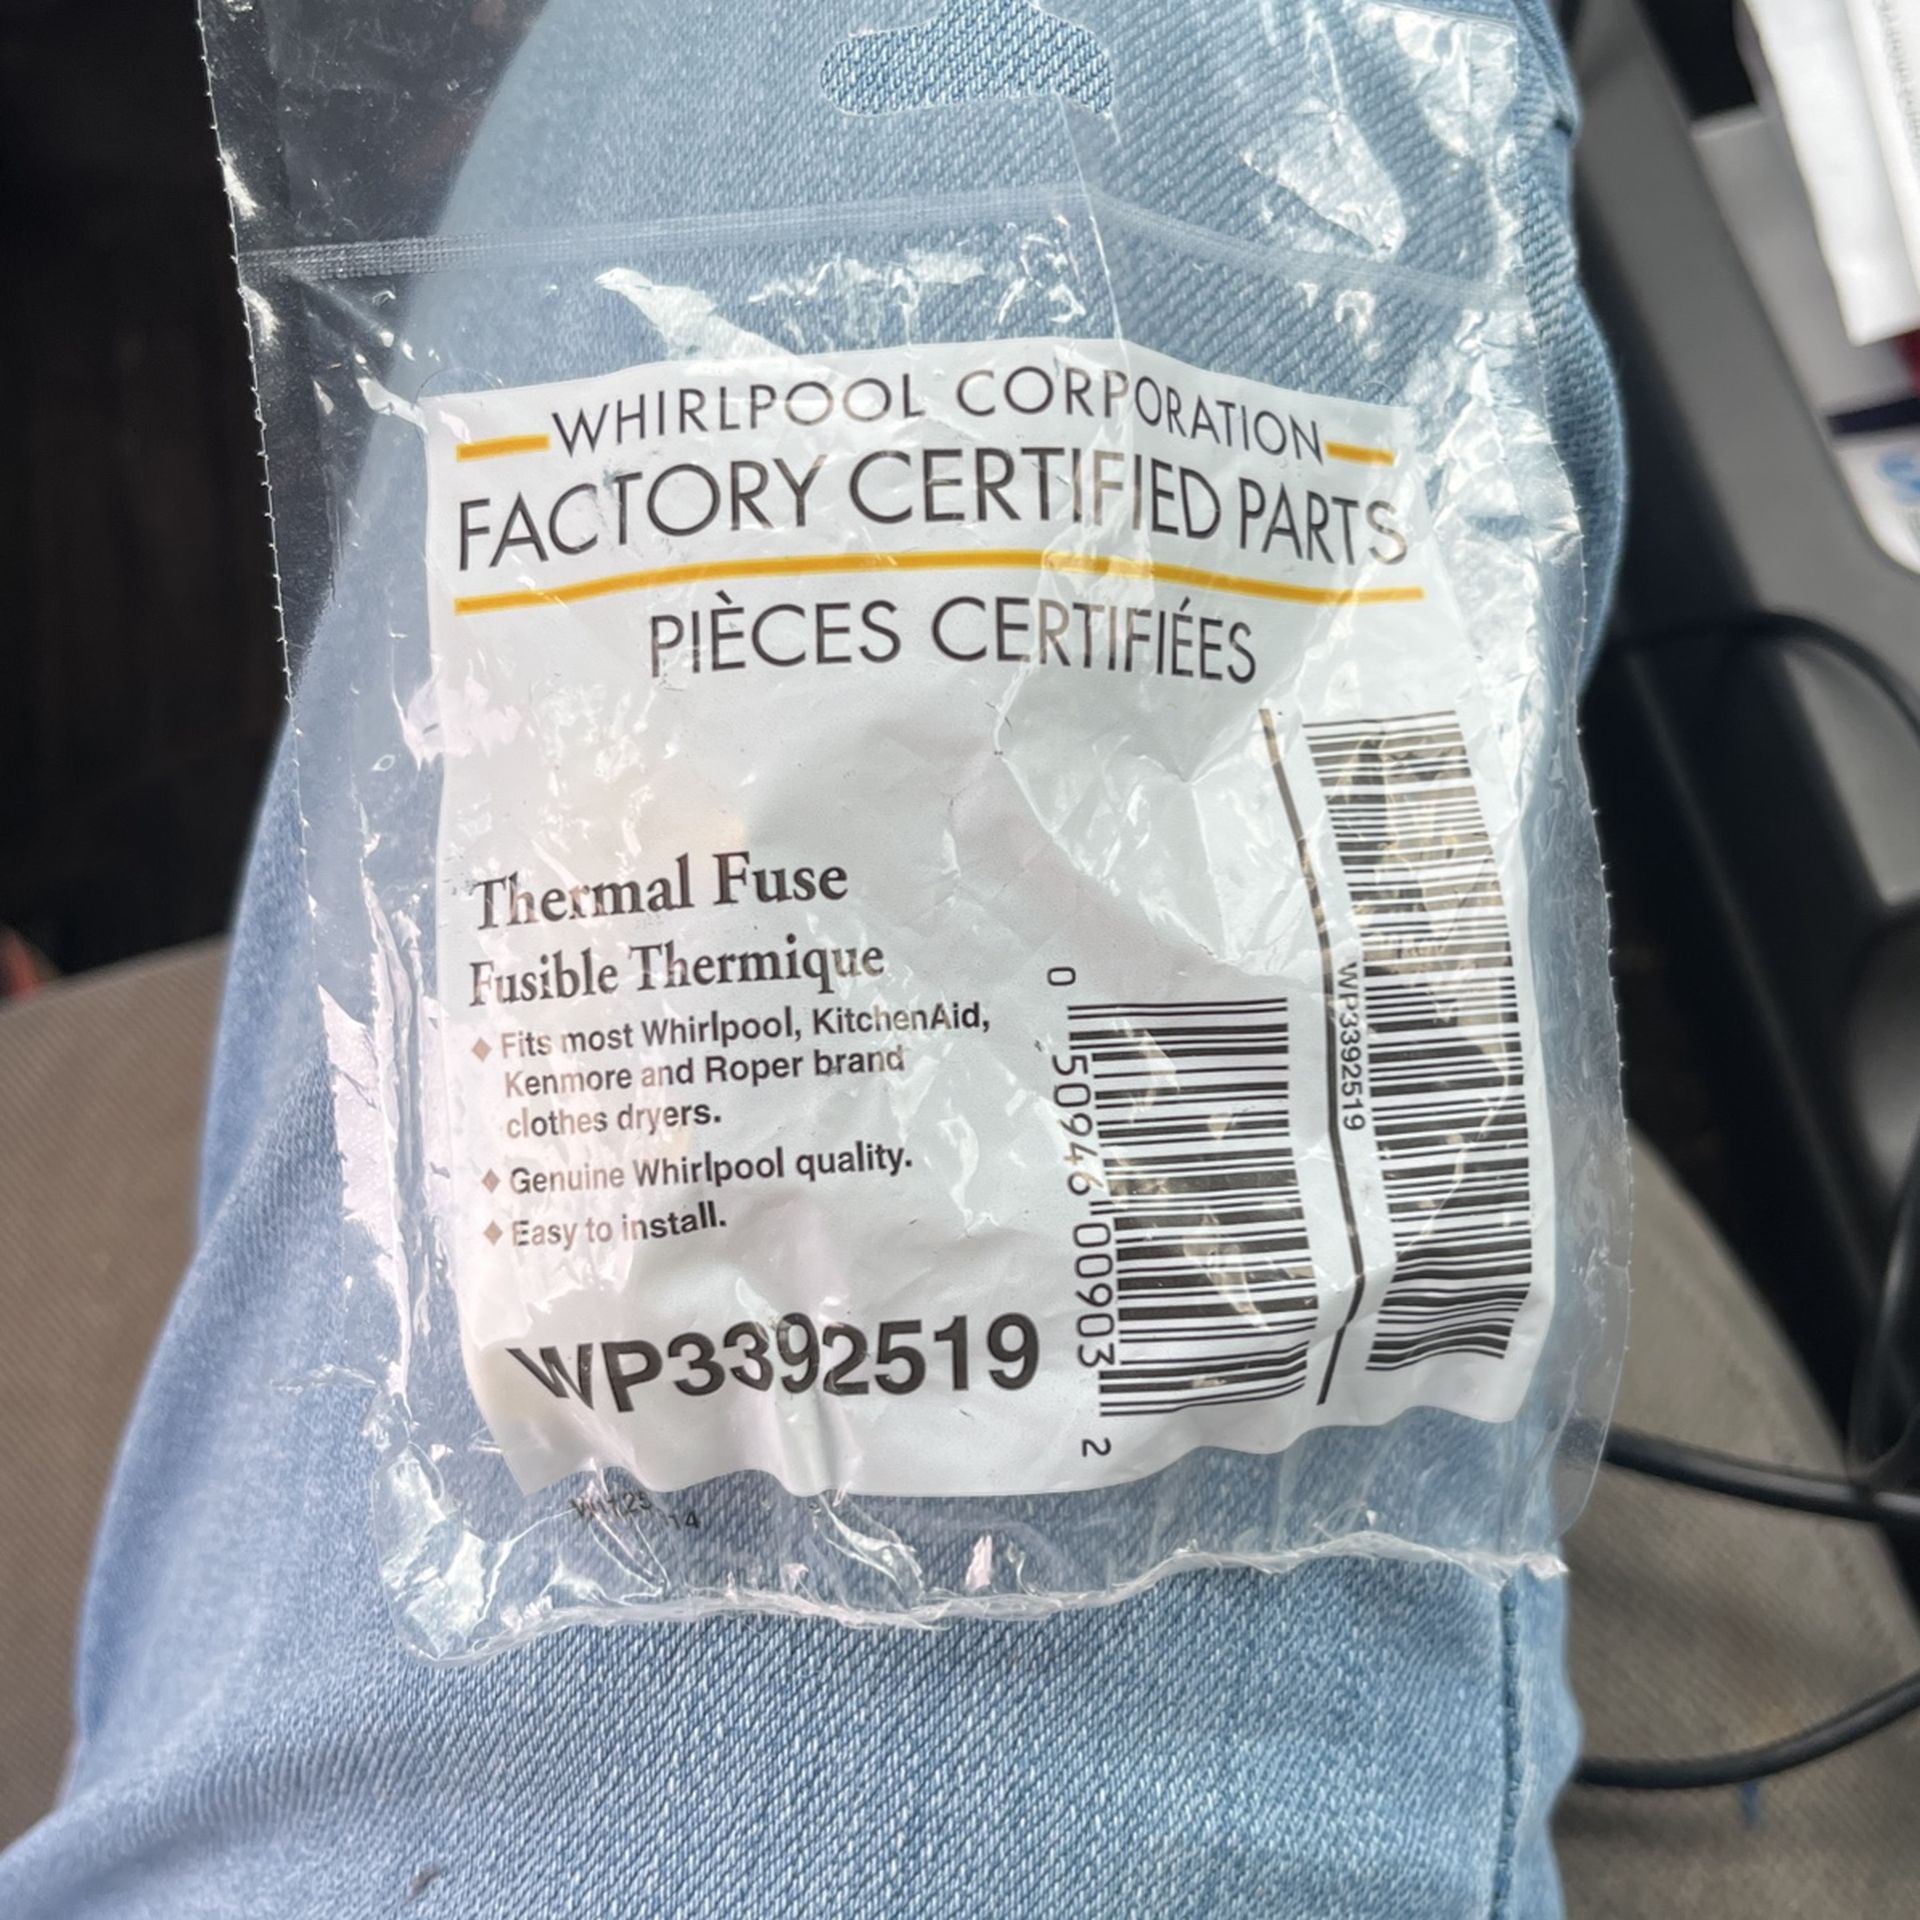 WHIRLPOOL CORPORATION
FACTORY CERTIFIED PARTS
PIÈCES CERTIFIÉES
Thermal Fuse
Fusible Thermique
♦ Fits most Whirlpool, KitchenAid,
Kenmore and Roper brand
clothes dryers.
♦ Genuine Whirlpool quality.
♦ Easy to install.
WP3392519
0 50946 00903 2
WP3392519
14